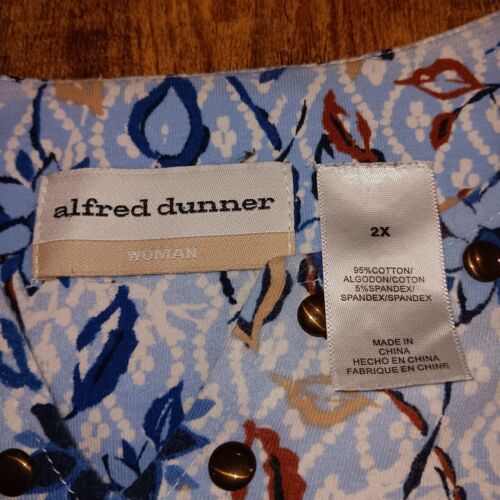 alfred dunner
WOMAN
2X
95%COTTON/
ALGODON/COTON
5%SPANDEX/
SPANDEX/SPANDEX
MADE IN
CHINA
HECHO EN CHINA
FABRIQUE EN CHINE